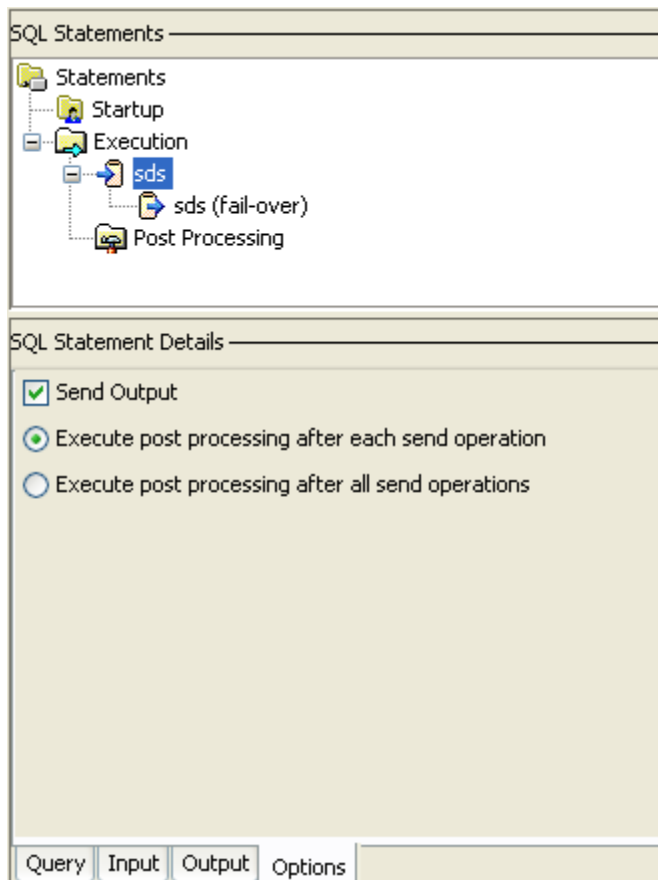 SQL Statements
Statements
Startup
Execution
sds
sds (fail-over)
Post Processing
SQL Statement Details
Send Output
Execute post processing after each send operation
Execute post processing after all send operations
Query Input Output Options